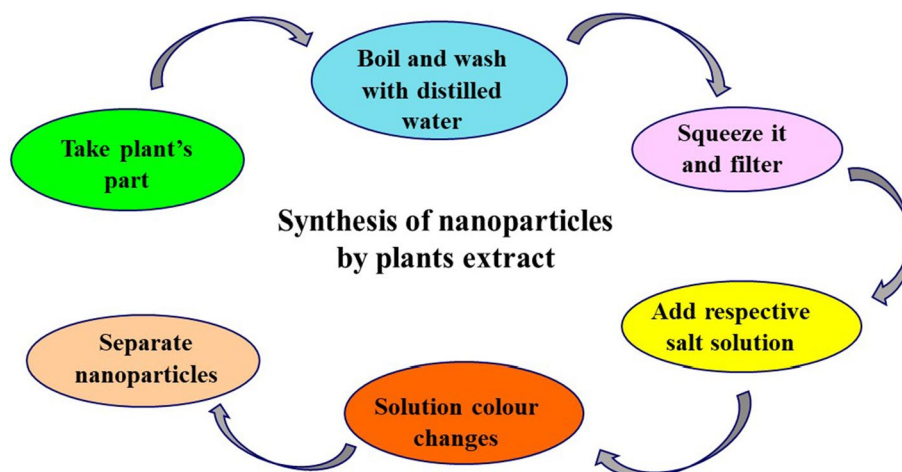 Boil and wash
with distilled
water
Take plant's
part
Squeeze it
and filter
Synthesis of nanoparticles
by plants extract
Add respective
salt solution
Solution colour
changes
Separate
nanoparticles